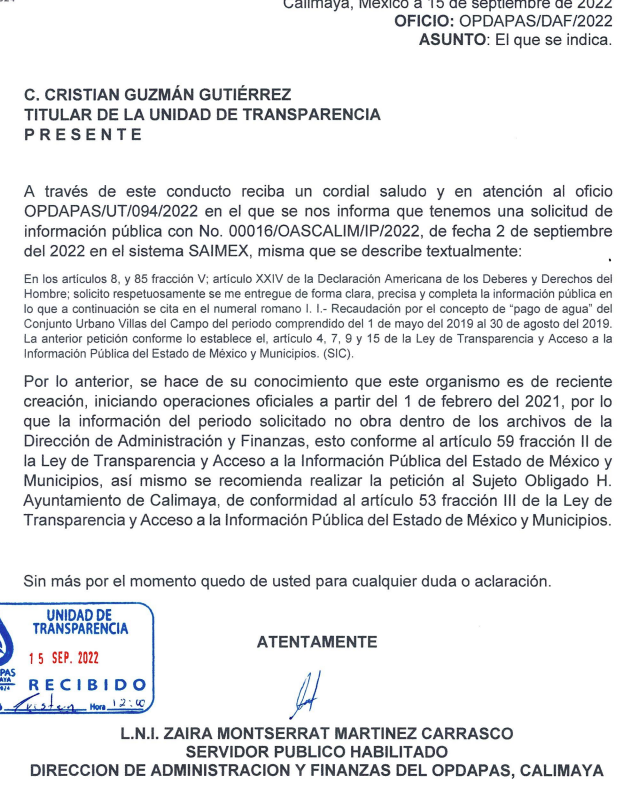 Calimaya, México a 15 de septiembre de 2022
OFICIO: OPDAPAS/DAF/2022
ASUNTO: El que se indica.
C. CRISTIAN GUZMÁN GUTIÉRREZ
TITULAR DE LA UNIDAD DE TRANSPARENCIA
P R E S E N T E
A través de este conducto reciba un cordial saludo y en atención al oficio
OPDAPAS/UT/094/2022 en el que se nos informa que tenemos una solicitud de
información pública con No. 00016/OASCALIM/IP/2022, de fecha 2 de septiembre
del 2022 en el sistema SAIMEX, misma que se describe textualmente:
En los artículos 8, y 85 fracción V; artículo XXIV de la Declaración Americana de los Deberes y Derechos del
Hombre; solicito respetuosamente se me entregue de forma clara, precisa y completa la información pública en
lo que a continuación se cita en el numeral romano I. I.- Recaudación por el concepto de “pago de agua” del
Conjunto Urbano Villas del Campo del periodo comprendido del 1 de mayo del 2019 al 30 de agosto del 2019.
La anterior petición conforme lo establece el, artículo 4, 7, 9 y 15 de la Ley de Transparencia y Acceso a la
Información Pública del Estado de México y Municipios. (SIC).
Por lo anterior, se hace de su conocimiento que este organismo es de reciente
creación, iniciando operaciones oficiales a partir del 1 de febrero del 2021, por lo
que la información del periodo solicitado no obra dentro de los archivos de la
Dirección de Administración y Finanzas, esto conforme al artículo 59 fracción II de
la Ley de Transparencia y Acceso a la Información Pública del Estado de México y
Municipios, así mismo se recomienda realizar la petición al Sujeto Obligado H.
Ayuntamiento de Calimaya, de conformidad al artículo 53 fracción III de la Ley de
Transparencia y Acceso a la Información Pública del Estado de México y Municipios.
Sin más por el momento quedo de usted para cualquier duda o aclaración.
UNIDAD DE
TRANSPARENCIA
15 SEP. 2022
RECIBIDO
Hora 12:00
ATENTAMENTE
L.N.I. ZAIRA MONTSERRAT MARTINEZ CARRASCO
SERVIDOR PUBLICO HABILITADO
DIRECCION DE ADMINISTRACION Y FINANZAS DEL OPDAPAS, CALIMAYA